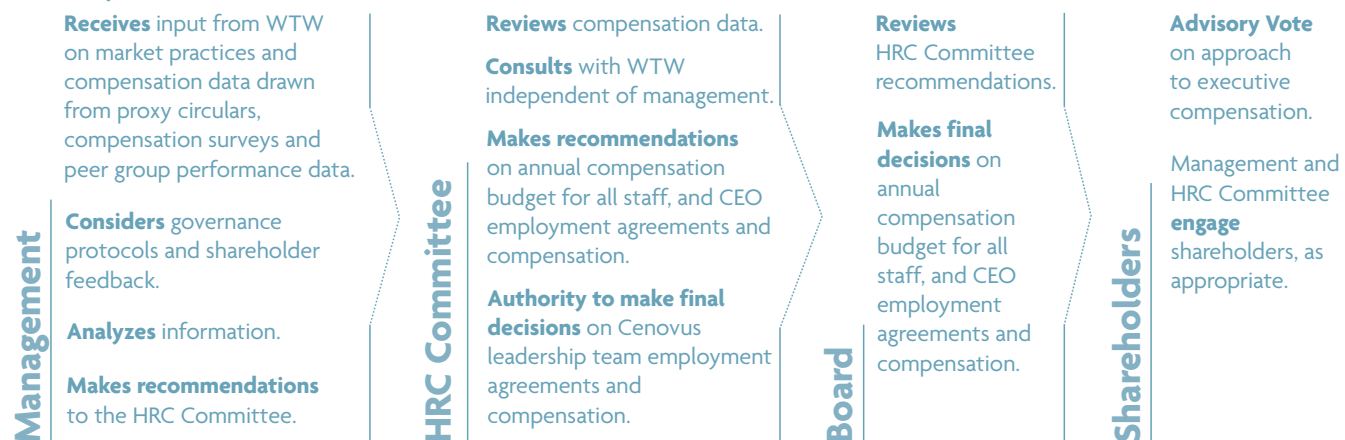 Management
Receives input from WTW
on market practices and
compensation data drawn
from proxy circulars,
compensation surveys and
peer group performance data.
Considers governance
protocols and shareholder
feedback.
Analyzes information.
Makes recommendations
to the HRC Committee.
HRC Committee
Reviews compensation data.
Consults with WTW
independent of management.
Makes recommendations
on annual compensation
budget for all staff, and CEO
employment agreements and
compensation.
Authority to make final
decisions on Cenovus
leadership team employment
agreements and
compensation.
Board
Reviews
HRC Committee
recommendations.
Makes final
decisions on
annual
compensation
budget for all
staff, and CEO
employment
agreements and
compensation.
Shareholders
Advisory Vote
on approach
to executive
compensation.
Management and
HRC Committee
engage
shareholders, as
appropriate.